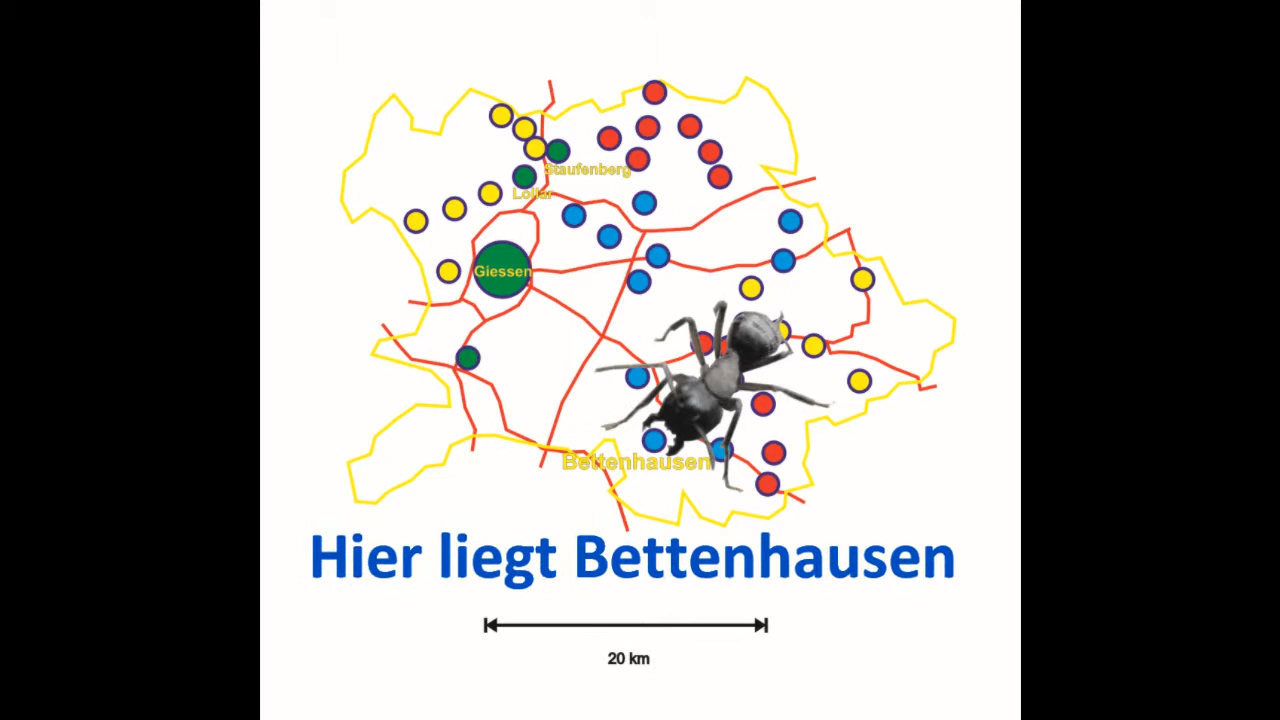 Staufenberg
Lollar
Giessen
Bettenhausen
Hier liegt Bettenhausen
20 km